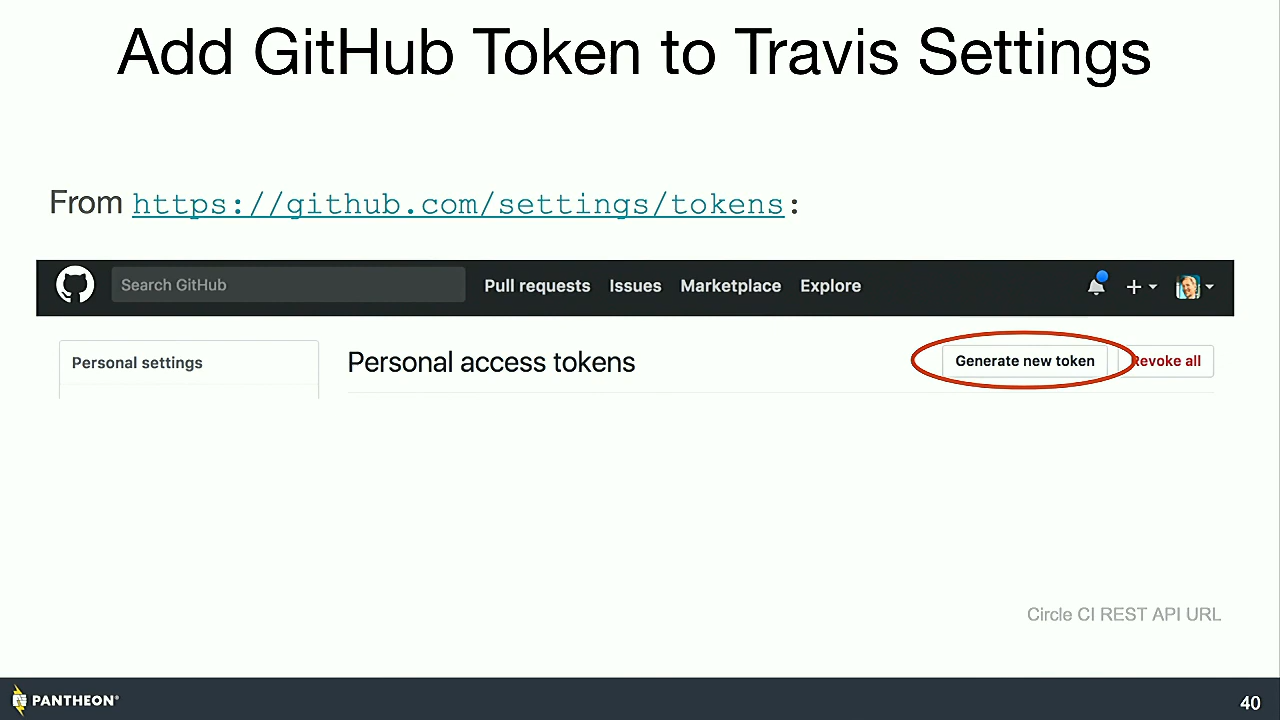 Add GitHub Token to Travis Settings
From https://github.com/settings/tokens:
Search GitHub Pull requests Issues Marketplace Explore
Personal settings Personal access tokens Generate new token Revoke all
Circle CI REST API URL
PANTHEON® 40